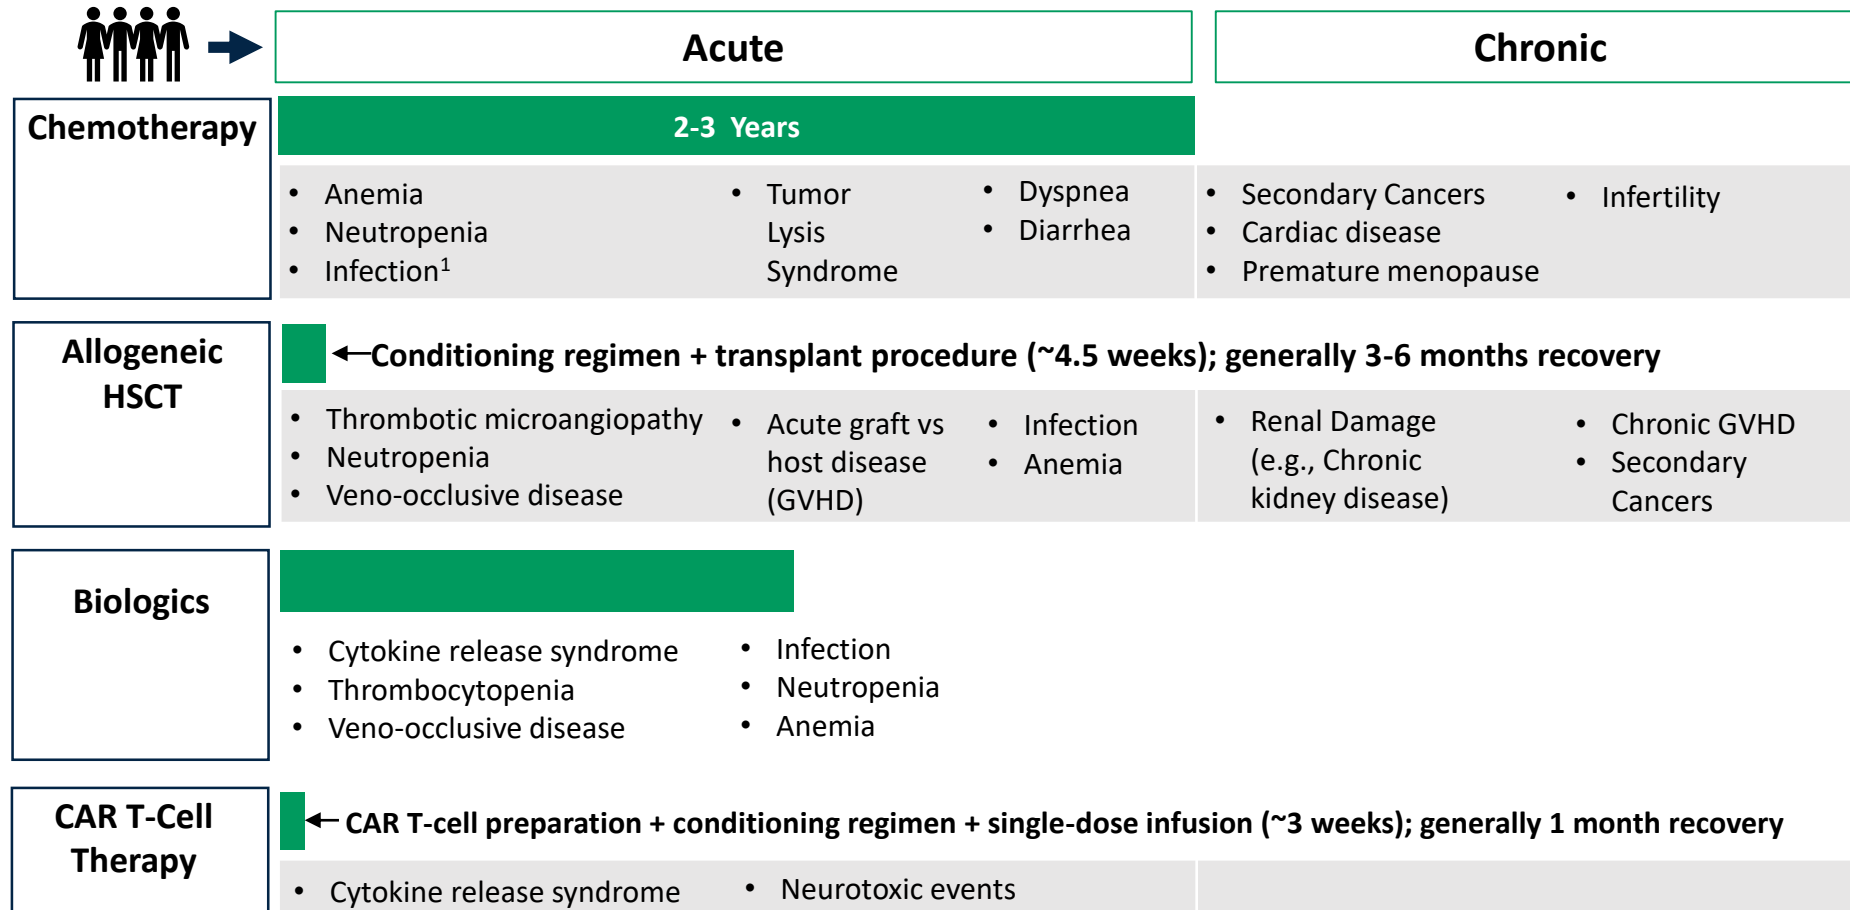 Acute
Chronic
Chemotherapy
2-3 Years
• Anemia
• Neutropenia
• Infection¹
• Tumor
Lysis
Syndrome
• Dyspnea
• Diarrhea
• Secondary Cancers
• Cardiac disease
• Premature menopause
• Infertility
Allogeneic
HSCT
Conditioning regimen + transplant procedure (~4.5 weeks); generally 3-6 months recovery
• Thrombotic microangiopathy
• Neutropenia
• Veno-occlusive disease
• Acute graft vs
host disease
(GVHD)
• Infection
• Anemia
• Renal Damage
(e.g., Chronic
kidney disease)
• Chronic GVHD
• Secondary
Cancers
Biologics
• Cytokine release syndrome
• Thrombocytopenia
• Veno-occlusive disease
• Infection
• Neutropenia
• Anemia
CAR T-Cell
Therapy
CAR T-cell preparation + conditioning regimen + single-dose infusion (~3 weeks); generally 1 month recovery
• Cytokine release syndrome
• Neurotoxic events